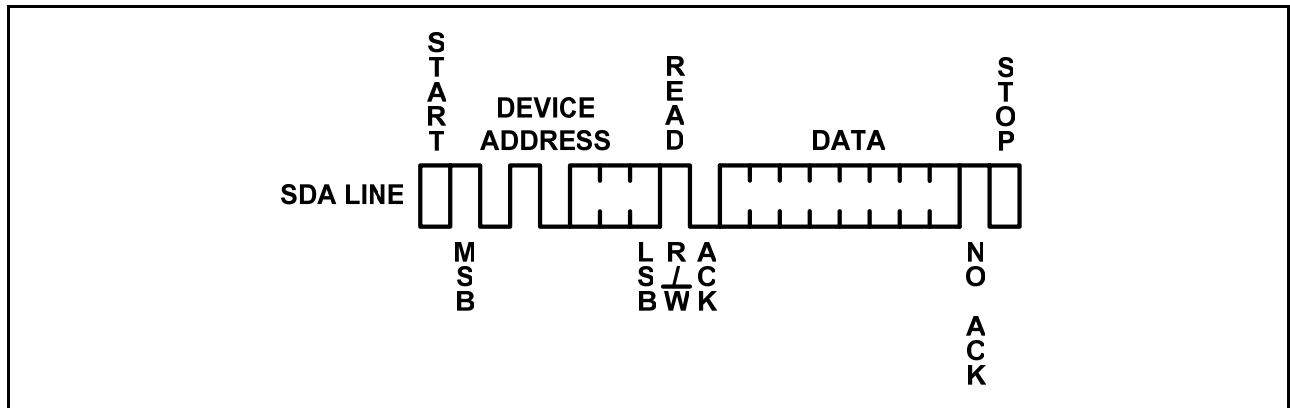 START
DEVICE
ADDRESS
READ
DATA
STOP
SDA LINE
MSB
LSB
R/W
ACK
NO ACK